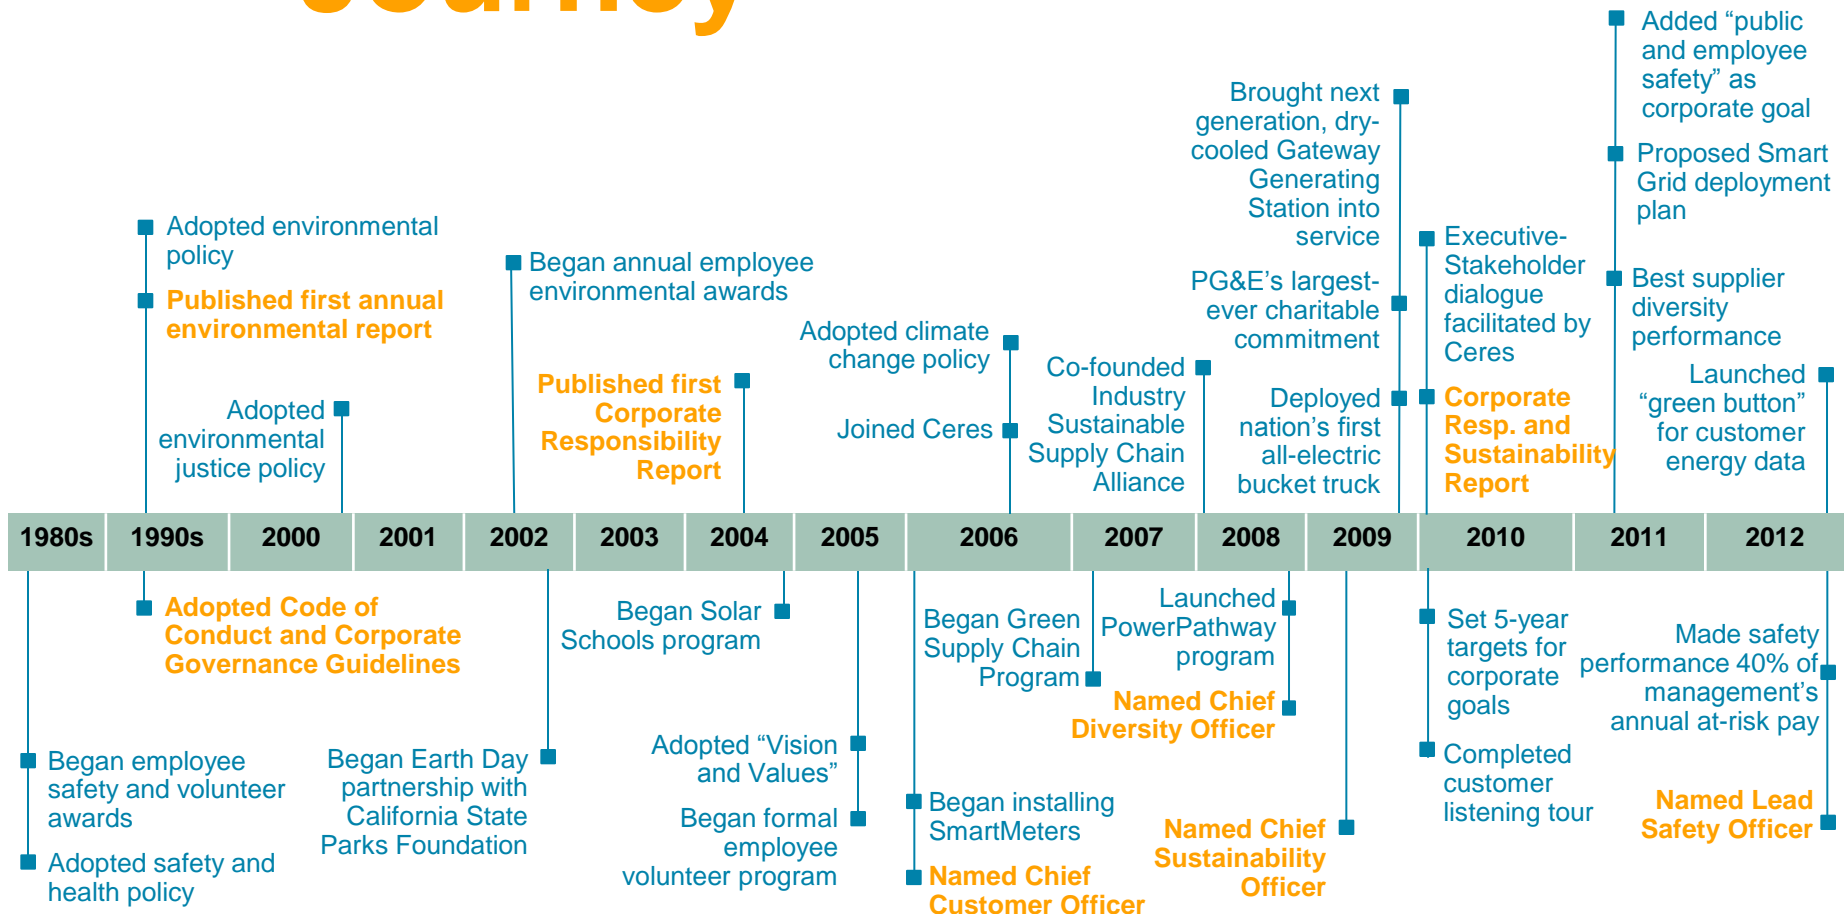 Journey
Added “public
and employee
safety” as
corporate goal
Brought next
generation, dry-
cooled Gateway
Generating
Station into
service
Proposed Smart
Grid deployment
plan
Adopted environmental
policy
Published first annual
environmental report
Began annual employee
environmental awards
Executive-
Stakeholder
dialogue
facilitated by
Ceres
PG&E’s largest-
ever charitable
commitment
Best supplier
diversity
performance
Adopted climate
change policy
Joined Ceres
Co-founded
Industry
Sustainable
Supply Chain
Alliance
Launched
“green button”
for customer
energy data
Published first
Corporate
Responsibility
Report
Deployed
nation’s first
all-electric
bucket truck
Corporate
Resp. and
Sustainability
Report
Adopted
environmental
justice policy
1980s 1990s 2000 2001 2002 2003 2004 2005 2006 2007 2008 2009 2010 2011 2012
Adopted Code of
Conduct and Corporate
Governance Guidelines
Began Solar
Schools program
Began Green
Supply Chain
Program
Launched
PowerPathway
program
Named Chief
Diversity Officer
Set 5-year
targets for
corporate
goals
Made safety
performance 40% of
management’s
annual at-risk pay
Began employee
safety and volunteer
awards
Adopted safety and
health policy
Began Earth Day
partnership with
California State
Parks Foundation
Adopted “Vision
and Values”
Began formal
employee
volunteer program
Began installing
SmartMeters
Named Chief
Customer Officer
Named Chief
Sustainability
Officer
Completed
customer
listening tour
Named Lead
Safety Officer